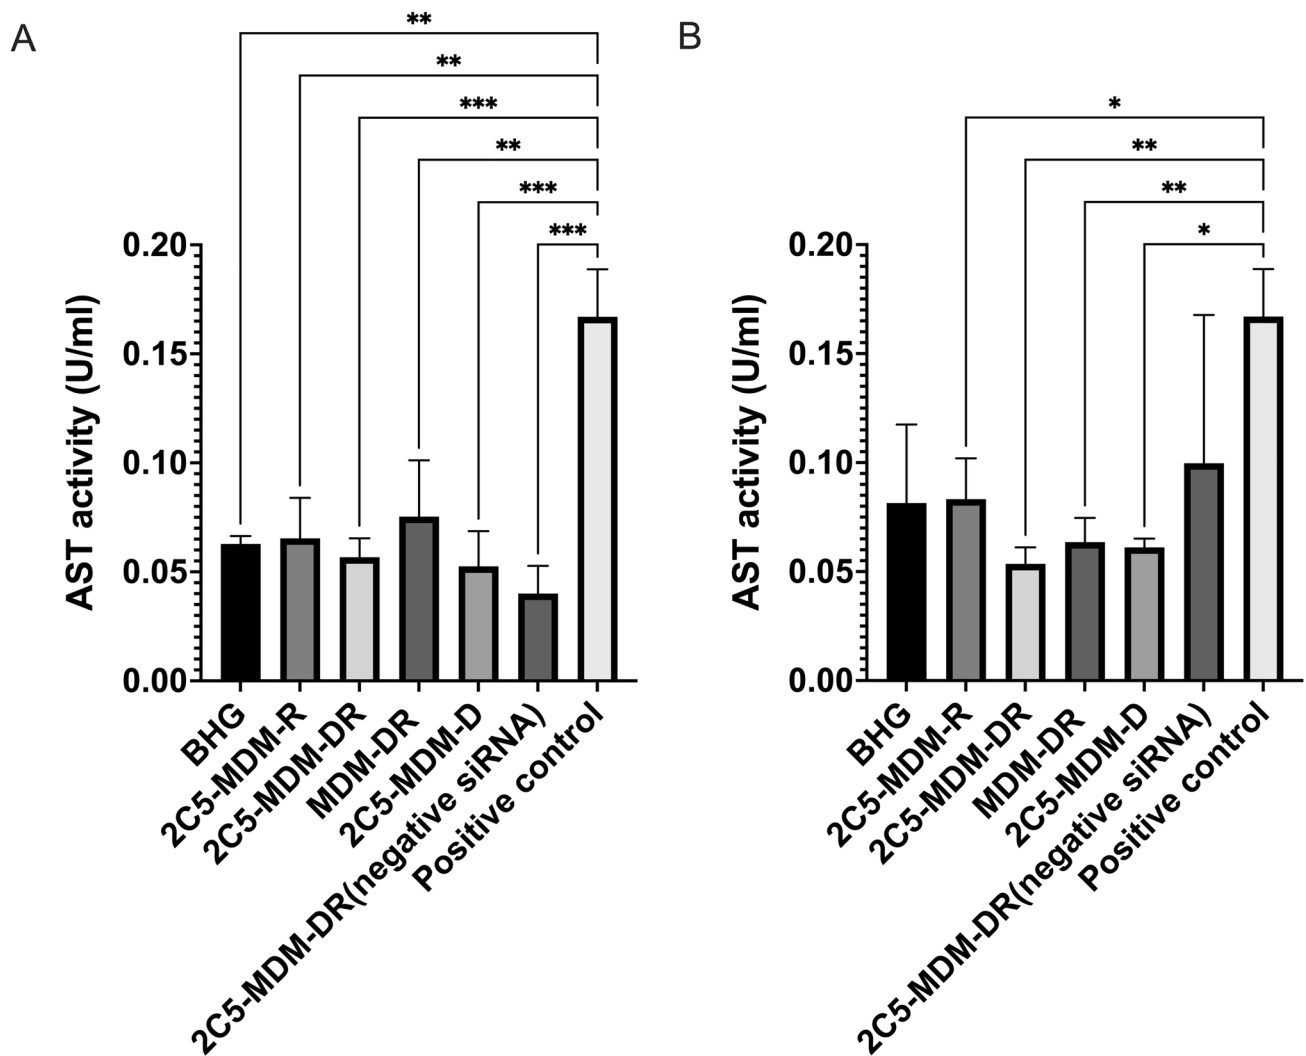 A
**
**
***
**
***
***
AST activity (U/ml)
0.20
0.15
0.10
0.05
0.00
BHG
2C5-MDM-R
2C5-MDM-DR
MDM-DR
2C5-MDM-D
2C5-MDM-DR(negative siRNA)
Positive control
B
*
**
**
*
AST activity (U/ml)
0.20
0.15
0.10
0.05
0.00
BHG
2C5-MDM-R
2C5-MDM-DR
MDM-DR
2C5-MDM-D
2C5-MDM-DR(negative siRNA)
Positive control